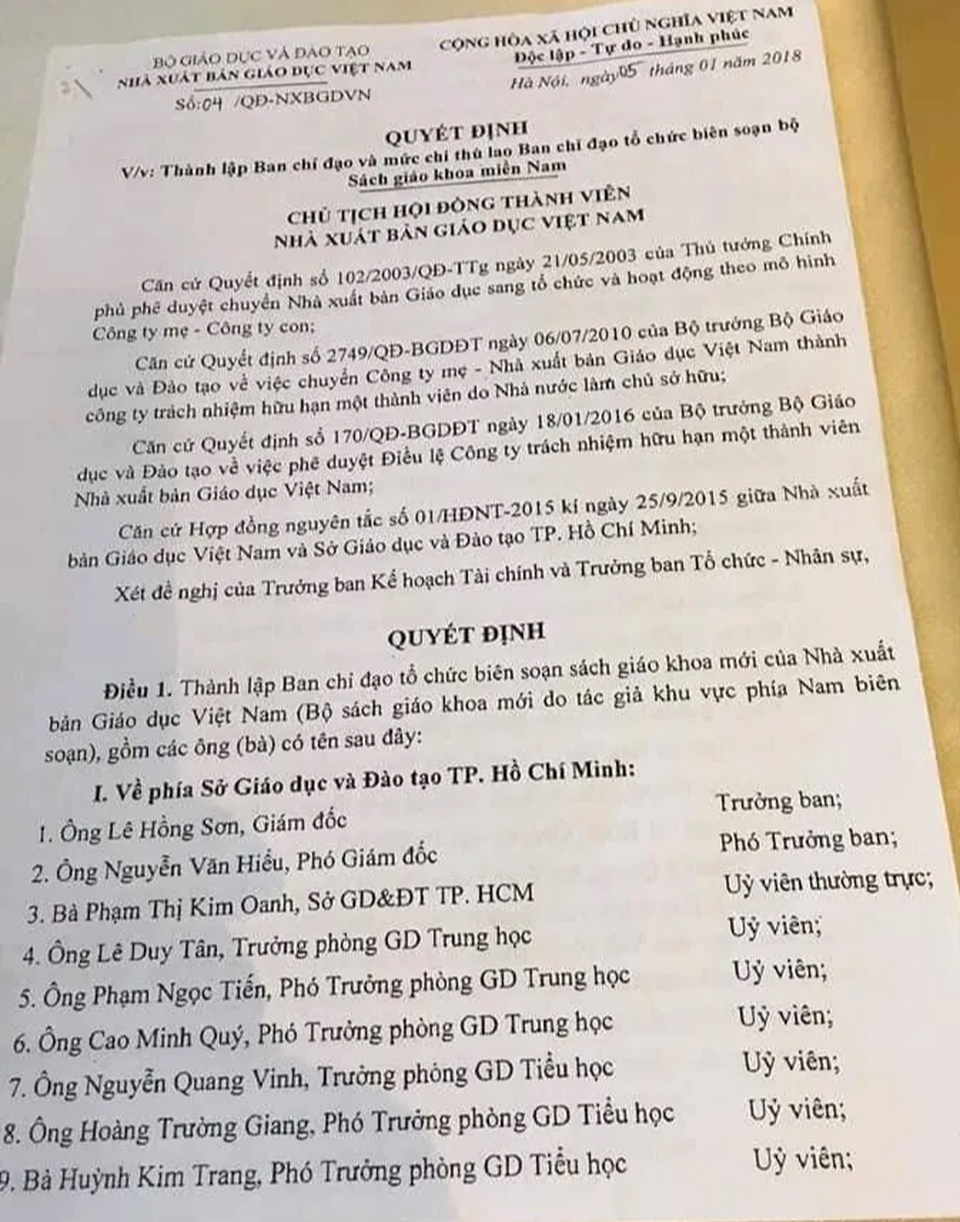 BỘ GIÁO DỤC VÀ ĐÀO TẠO
NHÀ XUẤT BẢN GIÁO DỤC VIỆT NAM
Số: 04 /QĐ-NXBGDVN
CỘNG HÒA XÃ HỘI CHỦ NGHĨA VIỆT NAM
Độc lập - Tự do - Hạnh phúc
Hà Nội, ngày 05 tháng 01 năm 2018
QUYẾT ĐỊNH
V/v: Thành lập Ban chỉ đạo và mức chi thù lao Ban chỉ đạo tổ chức biên soạn bộ
Sách giáo khoa miền Nam
CHỦ TỊCH HỘI ĐỒNG THÀNH VIÊN
NHÀ XUẤT BẢN GIÁO DỤC VIỆT NAM
Căn cứ Quyết định số 102/2003/QĐ-TTg ngày 21/05/2003 của Thủ tướng Chính
phủ phê duyệt chuyển Nhà xuất bản Giáo dục sang tổ chức và hoạt động theo mô hình
Công ty mẹ - Công ty con;
Căn cứ Quyết định số 2749/QĐ-BGDĐT ngày 06/07/2010 của Bộ trưởng Bộ Giáo
dục và Đào tạo về việc chuyển Công ty mẹ - Nhà xuất bản Giáo dục Việt Nam thành
công ty trách nhiệm hữu hạn một thành viên do Nhà nước làm chủ sở hữu;
Căn cứ Quyết định số 170/QĐ-BGDĐT ngày 18/01/2016 của Bộ trưởng Bộ Giáo
dục và Đào tạo về việc phê duyệt Điều lệ Công ty trách nhiệm hữu hạn một thành viên
Nhà xuất bản Giáo dục Việt Nam;
Căn cứ Hợp đồng nguyên tắc số 01/HĐNT-2015 kí ngày 25/9/2015 giữa Nhà xuất
bản Giáo dục Việt Nam và Sở Giáo dục và Đào tạo TP. Hồ Chí Minh;
Xét đề nghị của Trưởng ban Kế hoạch Tài chính và Trưởng ban Tổ chức - Nhân sự,
QUYẾT ĐỊNH
Điều 1. Thành lập Ban chỉ đạo tổ chức biên soạn sách giáo khoa mới của Nhà xuất
bản Giáo dục Việt Nam (Bộ sách giáo khoa mới do tác giả khu vực phía Nam biên
soạn), gồm các ông (bà) có tên sau đây:
I. Về phía Sở Giáo dục và Đào tạo TP. Hồ Chí Minh:
1. Ông Lê Hồng Sơn, Giám đốc Trưởng ban;
2. Ông Nguyễn Văn Hiểu, Phó Giám đốc Phó Trưởng ban;
3. Bà Phạm Thị Kim Oanh, Sở GD&ĐT TP. HCM Uỷ viên thường trực;
4. Ông Lê Duy Tân, Trưởng phòng GD Trung học Uỷ viên;
5. Ông Phạm Ngọc Tiến, Phó Trưởng phòng GD Trung học Uỷ viên;
6. Ông Cao Minh Quý, Phó Trưởng phòng GD Trung học Uỷ viên;
7. Ông Nguyễn Quang Vinh, Trưởng phòng GD Tiểu học Uỷ viên;
8. Ông Hoàng Trường Giang, Phó Trưởng phòng GD Tiểu học Uỷ viên;
9. Bà Huỳnh Kim Trang, Phó Trưởng phòng GD Tiểu học Uỷ viên;